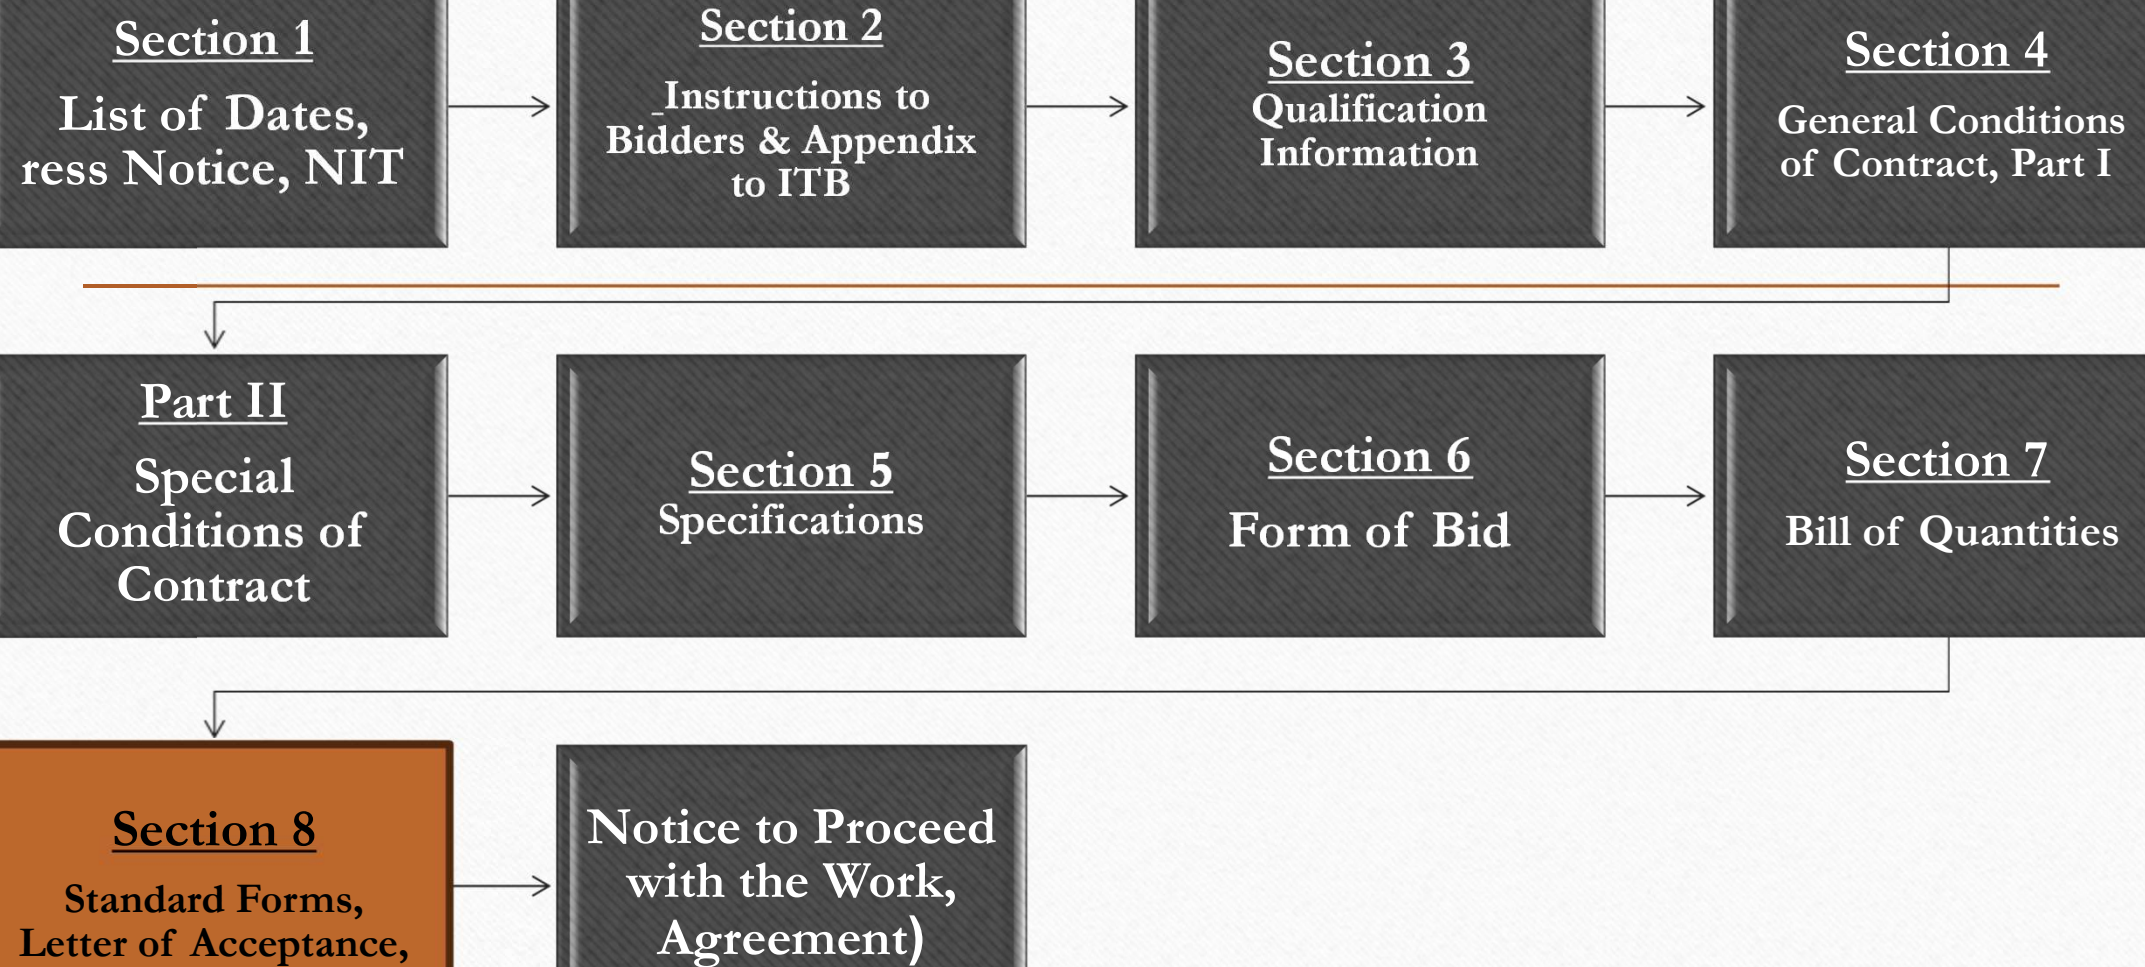 Section 1
List of Dates,
ress Notice, NIT
Section 2
_Instructions to
Bidders & Appendix
to ITB
Section 3
Qualification
Information
Section 4
General Conditions
of Contract, Part I
Part II
Special
Conditions of
Contract
Section 5
Specifications
Section 6
Form of Bid
Section 7
Bill of Quantities
Section 8
Standard Forms,
Letter of Acceptance,
Notice to Proceed
with the Work,
Agreement)